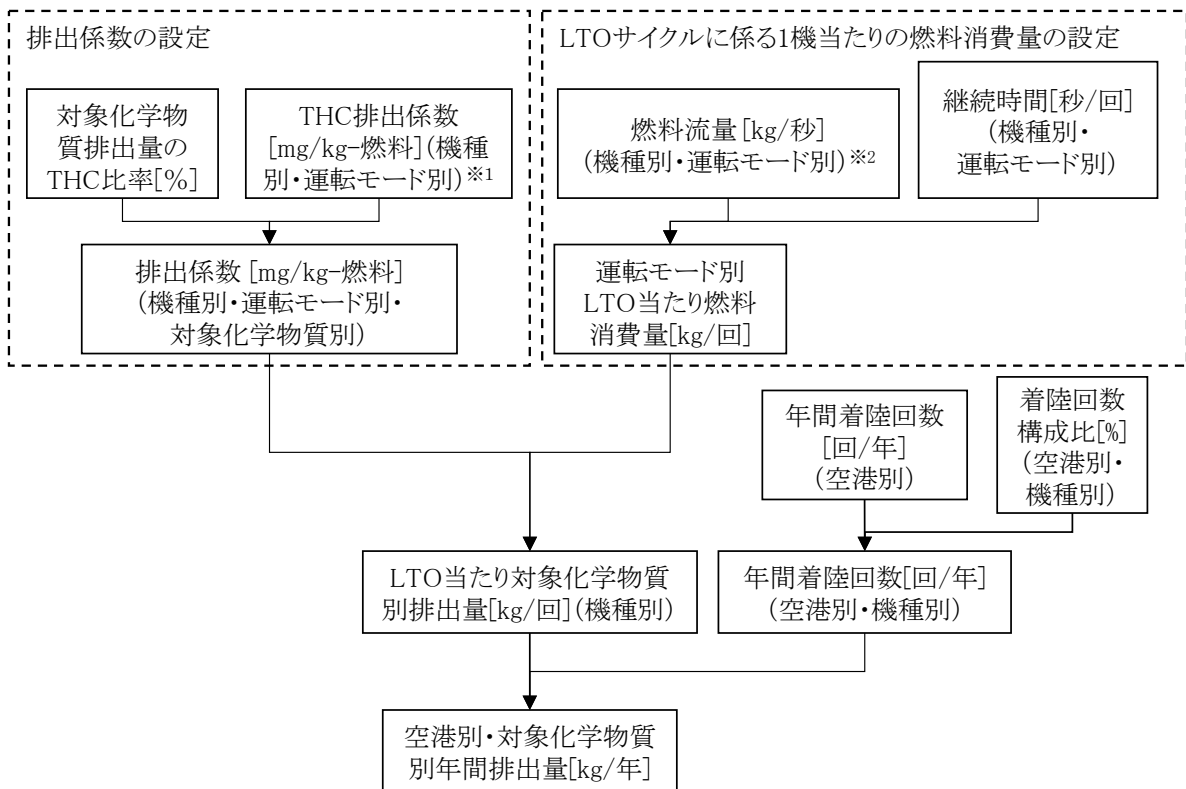 排出係数の設定
対象化学物
質排出量の
THC比率[%]
THC排出係数
[mg/kg-燃料](機種
別・運転モード別)※1
排出係数 [mg/kg-燃料]
(機種別・運転モード別・
対象化学物質別)
LTOサイクルに係る1機当たりの燃料消費量の設定
燃料流量[kg/秒]
(機種別・運転モード別)※2
継続時間[秒/回]
(機種別・
運転モード別)
運転モード別
LTO当たり燃料
消費量[kg/回]
年間着陸回数
[回/年]
(空港別)
着陸回数
構成比[%]
(空港別・
機種別)
LTO当たり対象化学物質
別排出量[kg/回](機種別)
年間着陸回数[回/年]
(空港別・機種別)
空港別・対象化学物質
別年間排出量[kg/年]